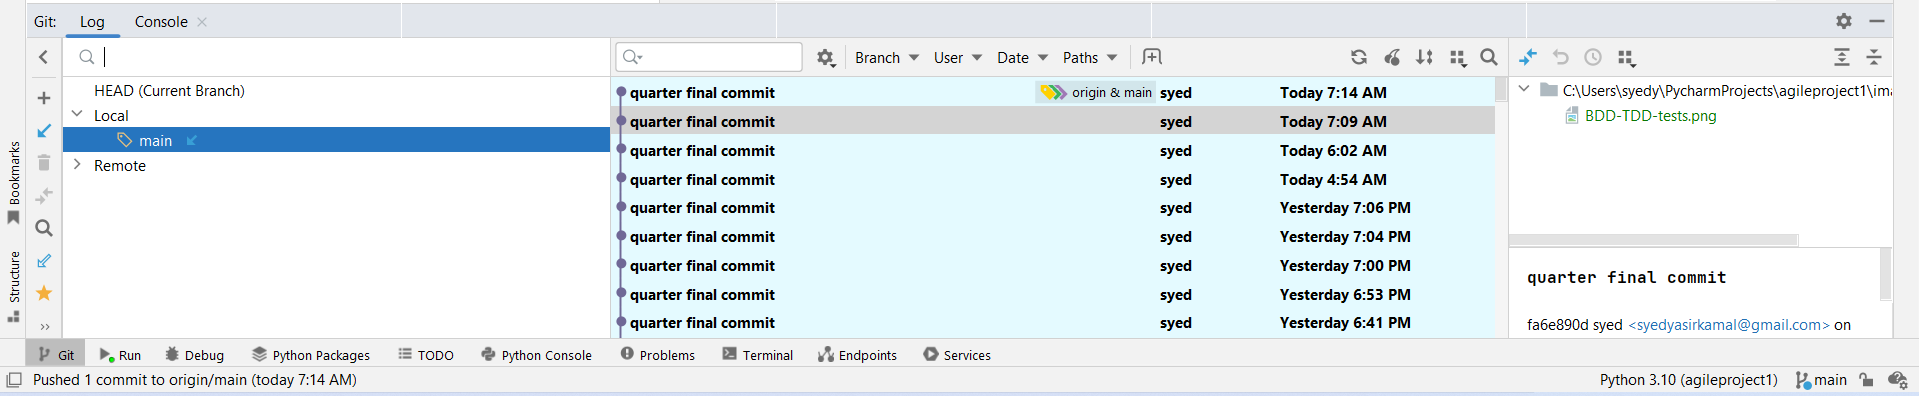 Git: Log Console
Branch User Date Paths
HEAD (Current Branch)
Local
main
Remote
quarter final commit origin & main syed Today 7:14 AM
quarter final commit syed Today 7:09 AM
quarter final commit syed Today 6:02 AM
quarter final commit syed Today 4:54 AM
quarter final commit syed Yesterday 7:06 PM
quarter final commit syed Yesterday 7:04 PM
quarter final commit syed Yesterday 7:00 PM
quarter final commit syed Yesterday 6:53 PM
quarter final commit syed Yesterday 6:41 PM
C:\Users\syedy\PycharmProjects\agileproject1\ima
BDD-TDD-tests.png
quarter final commit
fa6e890d syed <syedyasirkamal@gmail.com> on
Bookmarks
Structure
Git Run Debug Python Packages TODO Python Console Problems Terminal Endpoints Services
Pushed 1 commit to origin/main (today 7:14 AM) Python 3.10 (agileproject1) main